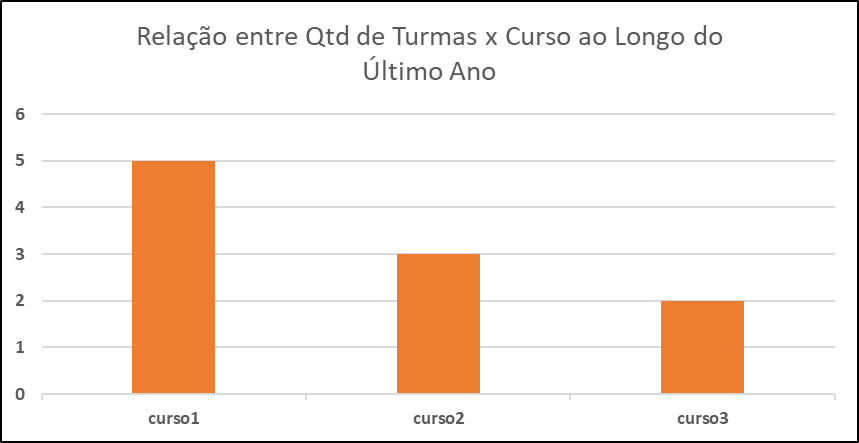 Relação entre Qtd de Turmas x Curso ao Longo do
Último Ano
6
5
4
3
2
1
0
curso1
curso2
curso3